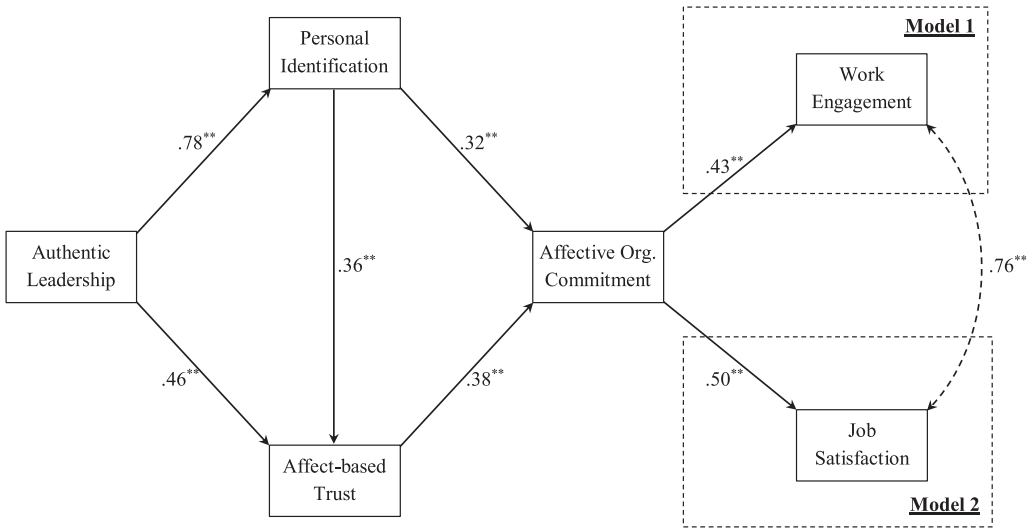 Model 1
Personal
Identification
Work
Engagement
.78**
.32**
.43**
Authentic
Leadership
.36**
Affective Org.
Commitment
.76**
.46**
.38**
.50**
Affect-based
Trust
Job
Satisfaction
Model 2